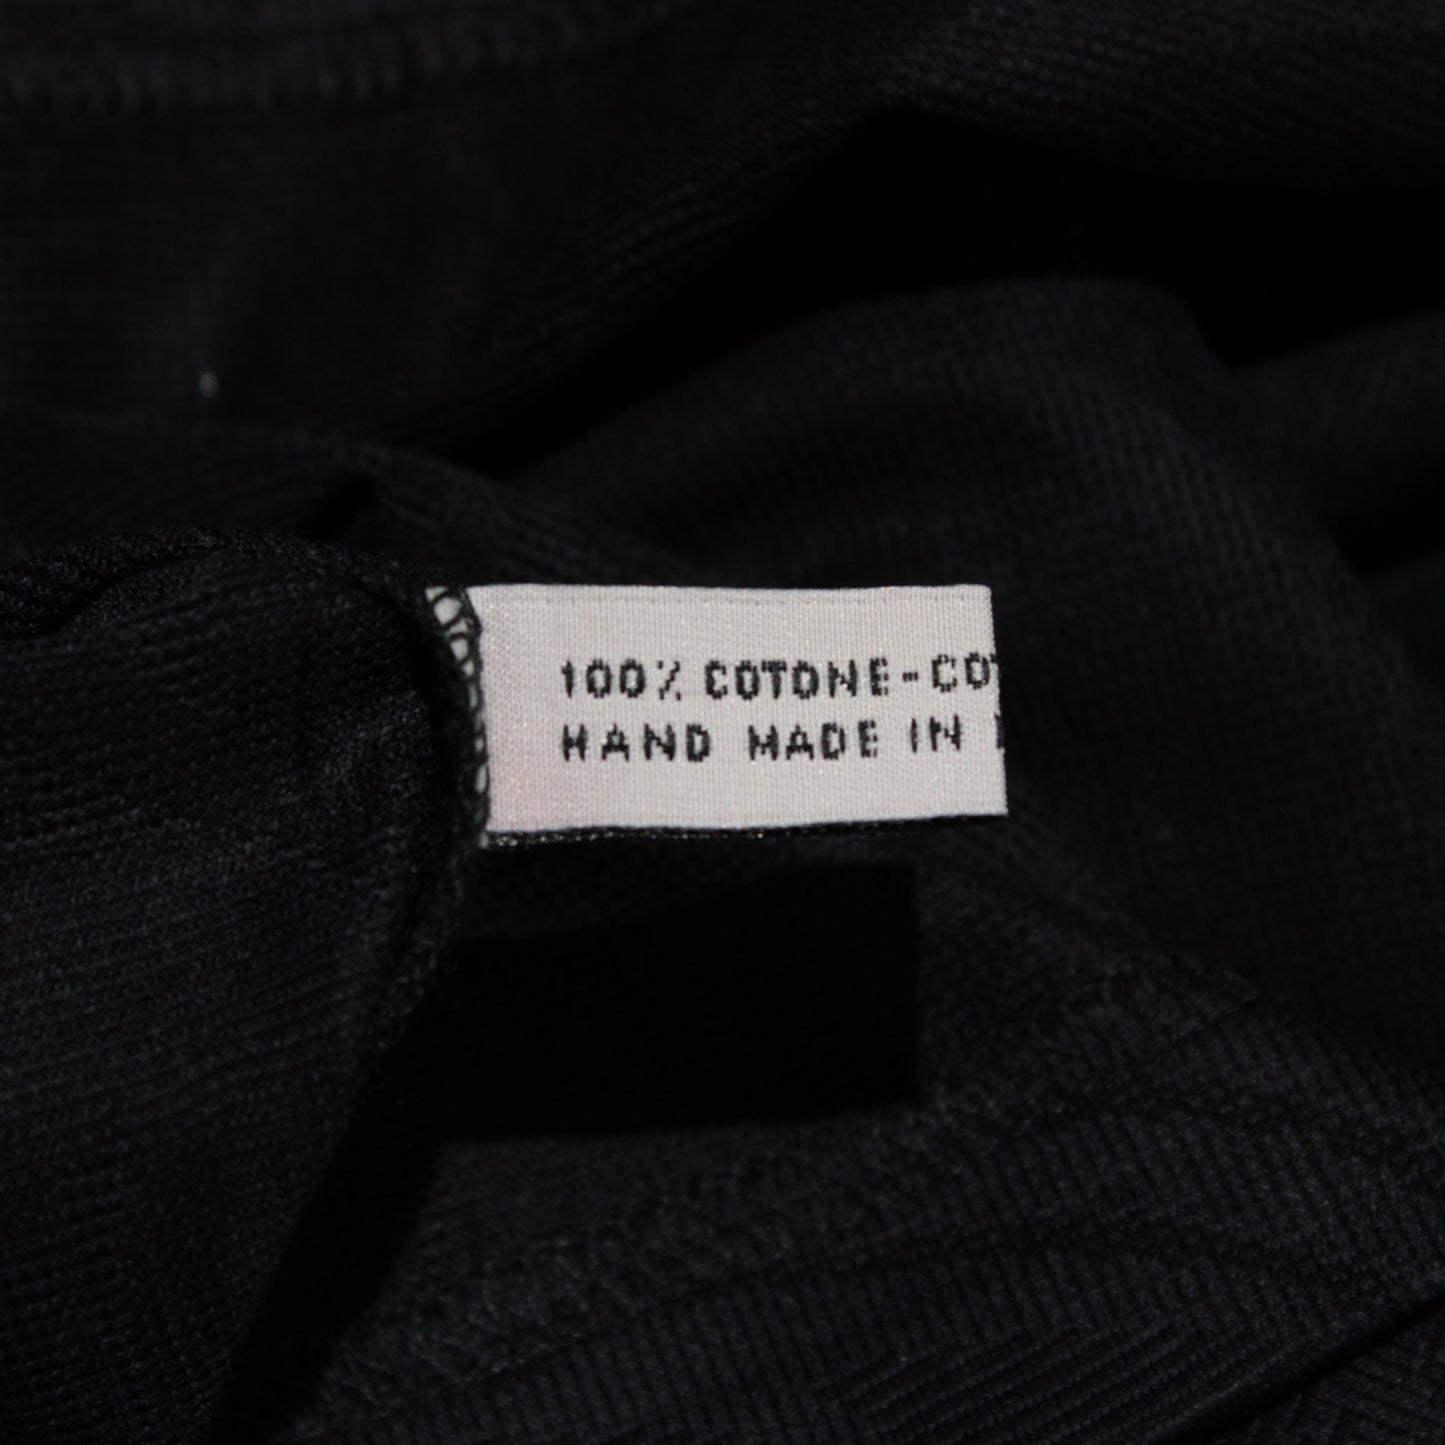 100% COTONE-CO
HAND MADE IN